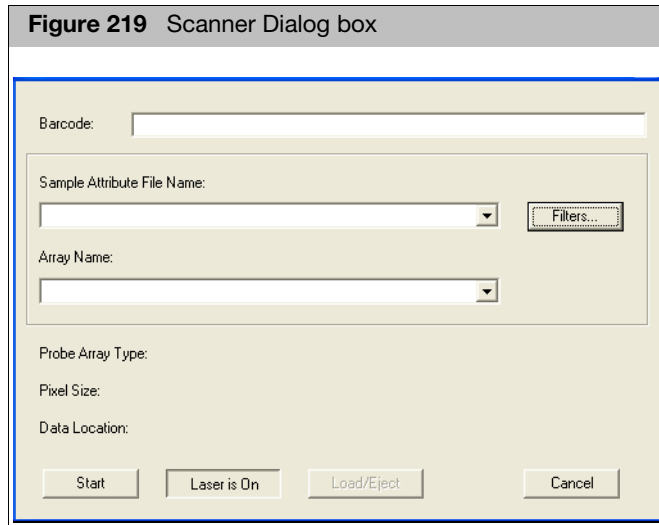 Figure 219 Scanner Dialog box
Barcode:
Sample Attribute File Name:
Filters...
Array Name:
Probe Array Type:
Pixel Size:
Data Location:
Start Laser is On Load/Eject Cancel